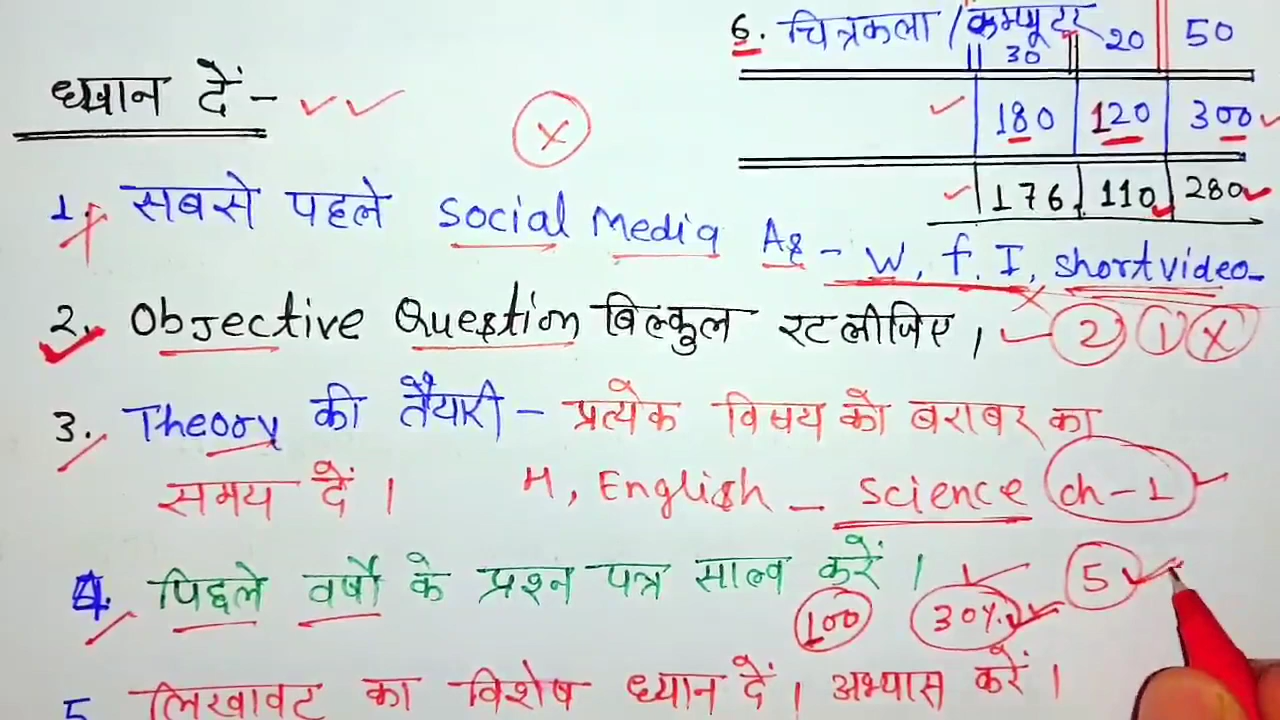 6. चित्रकला / कम्प्यूटर 30 20 50
180 120 300
176 110 280
ध्यान दें -
1. सबसे पहले Social Media - W, f. I, short video -
2. Objective Question बिल्कुल रट लीजिए । - 2 1 X
3. Theory की तैयारी - प्रत्येक विषय को बराबर का
समय दें । H, English - Science ch-1
4. पिछले वर्षों के प्रश्न पत्र साल्व करें । 5
100 30%
5 लिखावट का विशेष ध्यान दें । अभ्यास करें ।